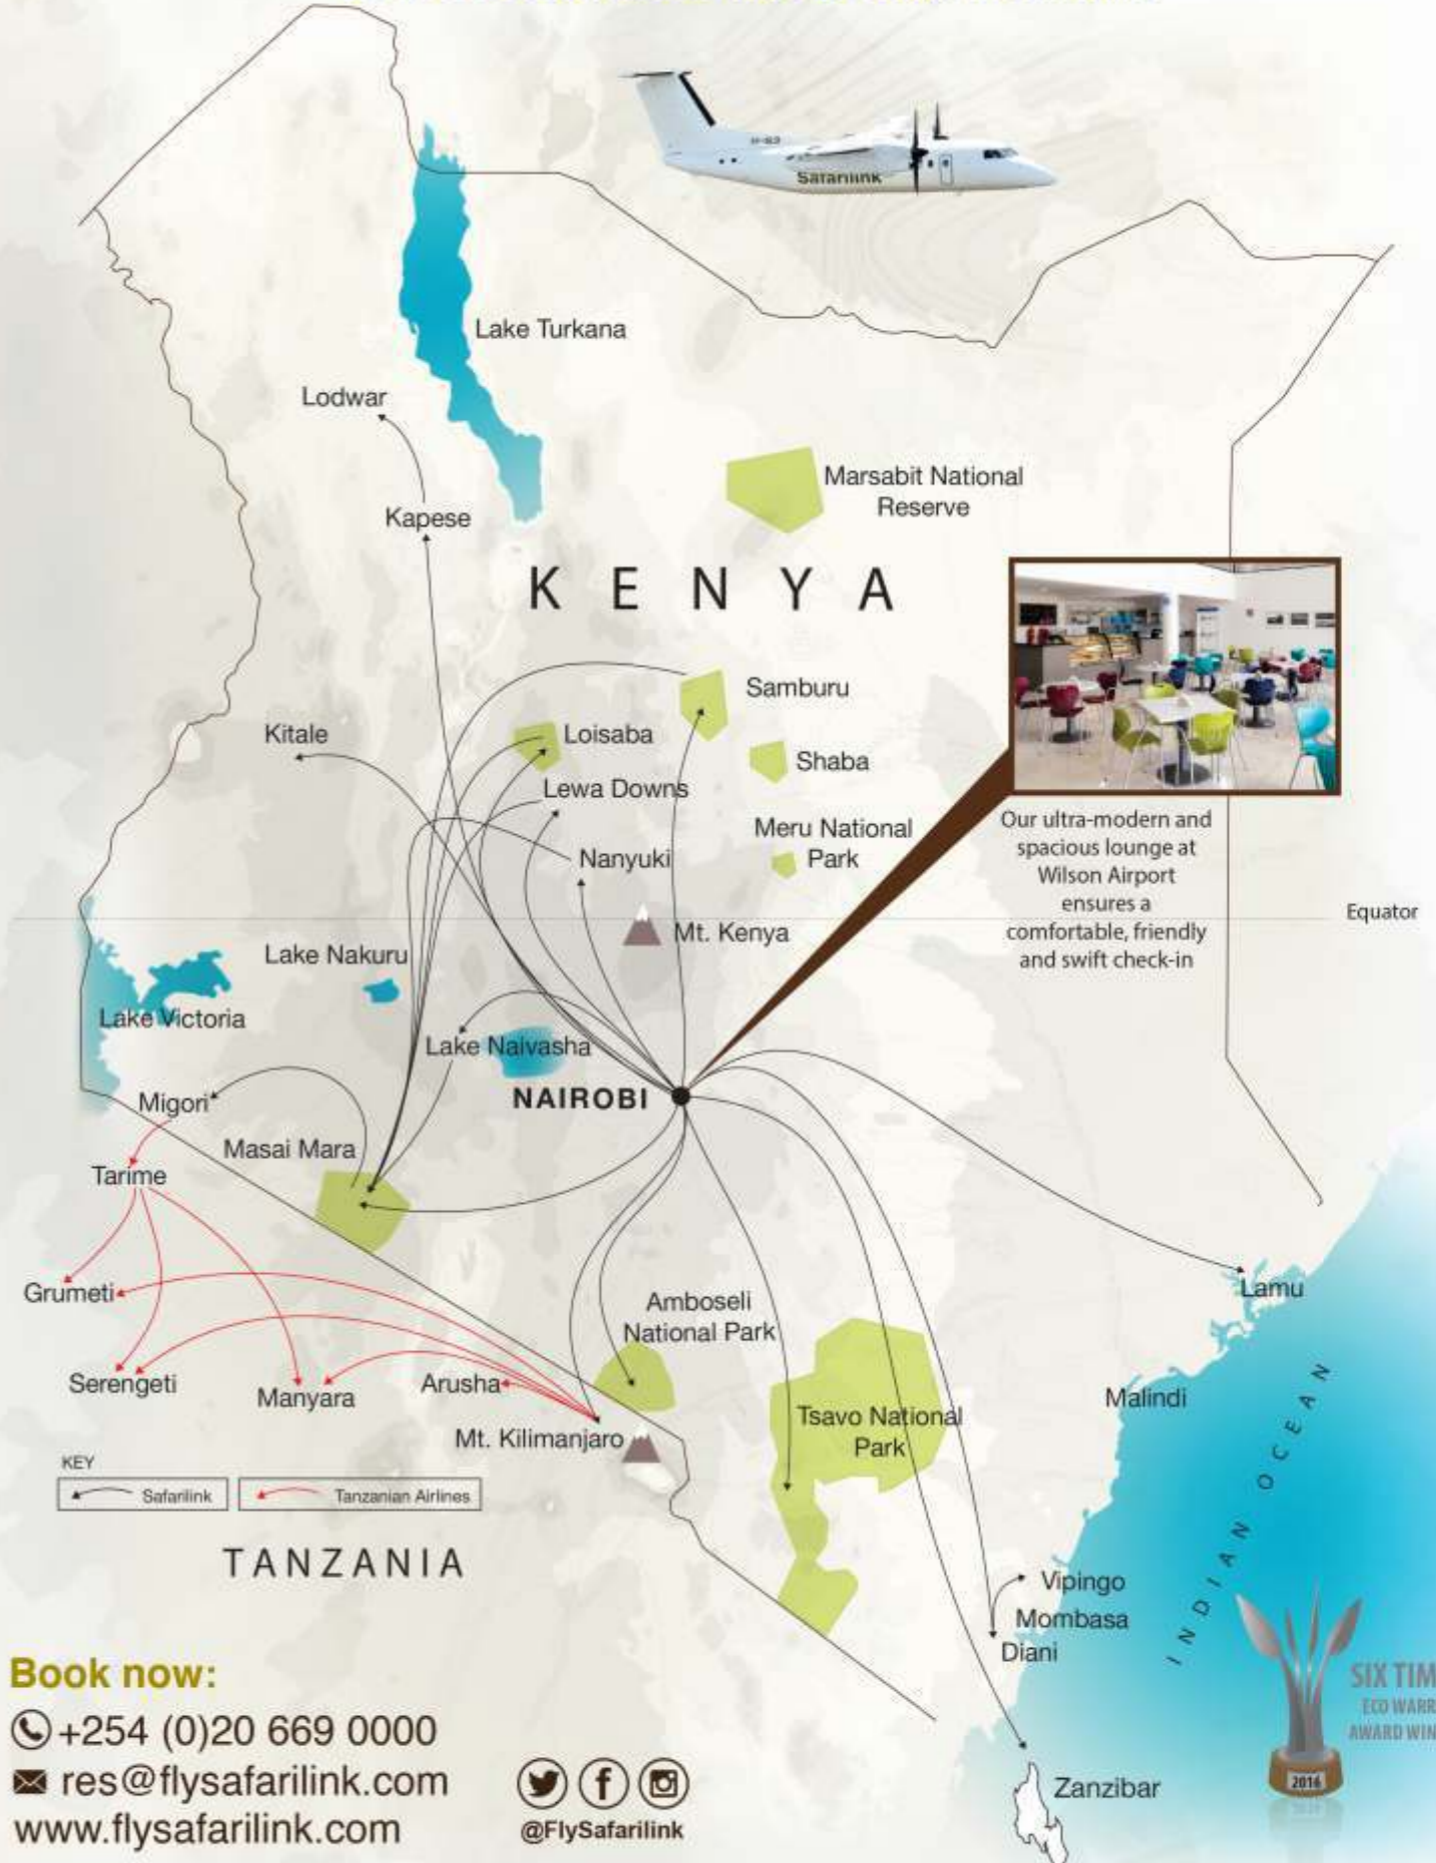 Safarilink
Lake Turkana
Lodwar
Marsabit National
Reserve
Kapese
KENYA
Samburu
Kitale
Loisaba
Shaba
Lewa Downs
Meru National
Park
Nanyuki
Our ultra-modern and
spacious lounge at
Wilson Airport
ensures a
comfortable, friendly
and swift check-in
Equator
Mt. Kenya
Lake Nakuru
Lake Victoria
Lake Naivasha
NAIROBI
Migori
Masai Mara
Tarime
Grumeti
Amboseli
National Park
Lamu
Serengeti
Manyara
Arusha
Malindi
Tsavo National
Park
Mt. Kilimanjaro
INDIAN OCEAN
KEY
Safarilink
Tanzanian Airlines
TANZANIA
Vipingo
Mombasa
Diani
Zanzibar
Book now:
+254 (0)20 669 0000
res@flysafarilink.com
www.flysafarilink.com
@FlySafarilink
SIX TIM
ECO WARR
AWARD WIN
2016